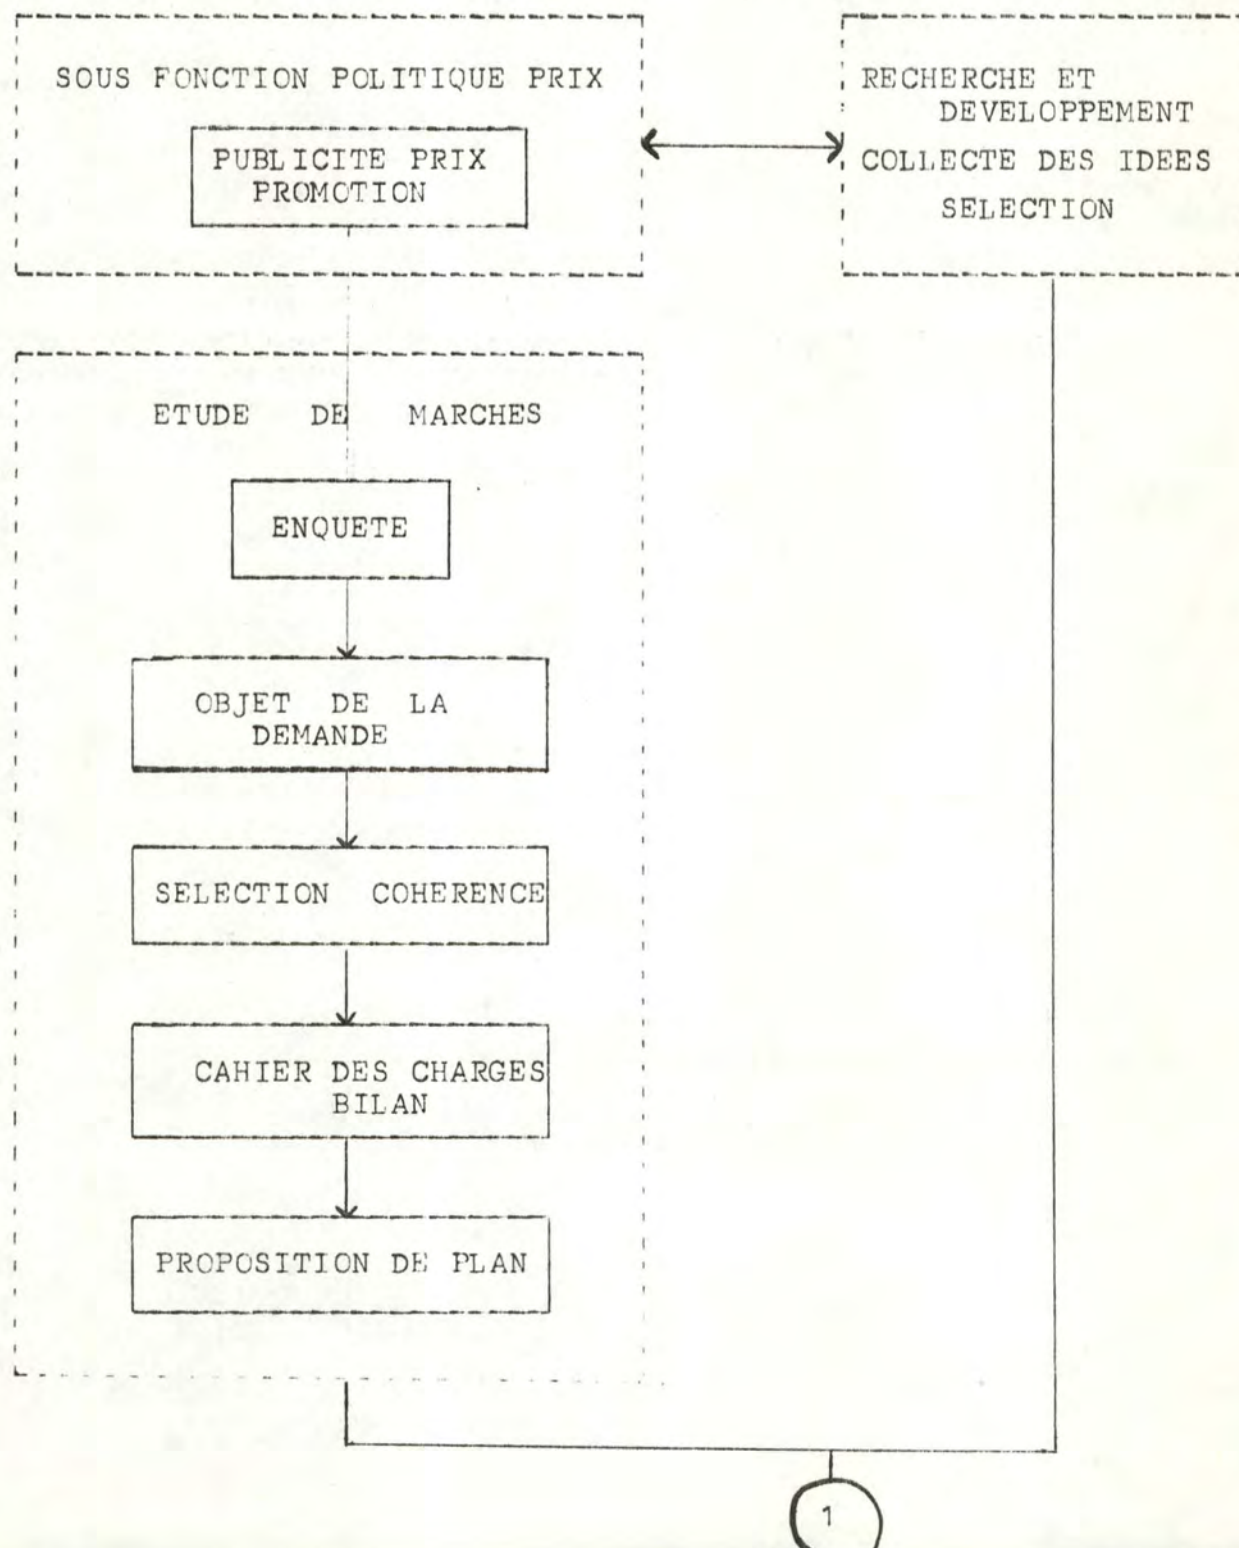 SOUS FONCTION POLITIQUE PRIX
PUBLICITE PRIX
PROMOTION
RECHERCHE ET
DEVELOPPEMENT
COLLECTE DES IDEES
SELECTION
ETUDE DE MARCHES
ENQUETE
OBJET DE LA
DEMANDE
SELECTION COHERENCE
CAHIER DES CHARGES
BILAN
PROPOSITION DE PLAN
1